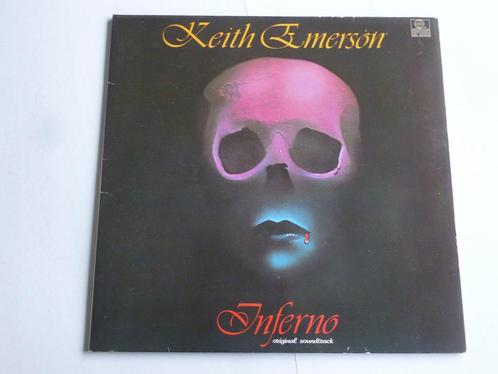 Keith Emerson
Inferno
original soundtrack